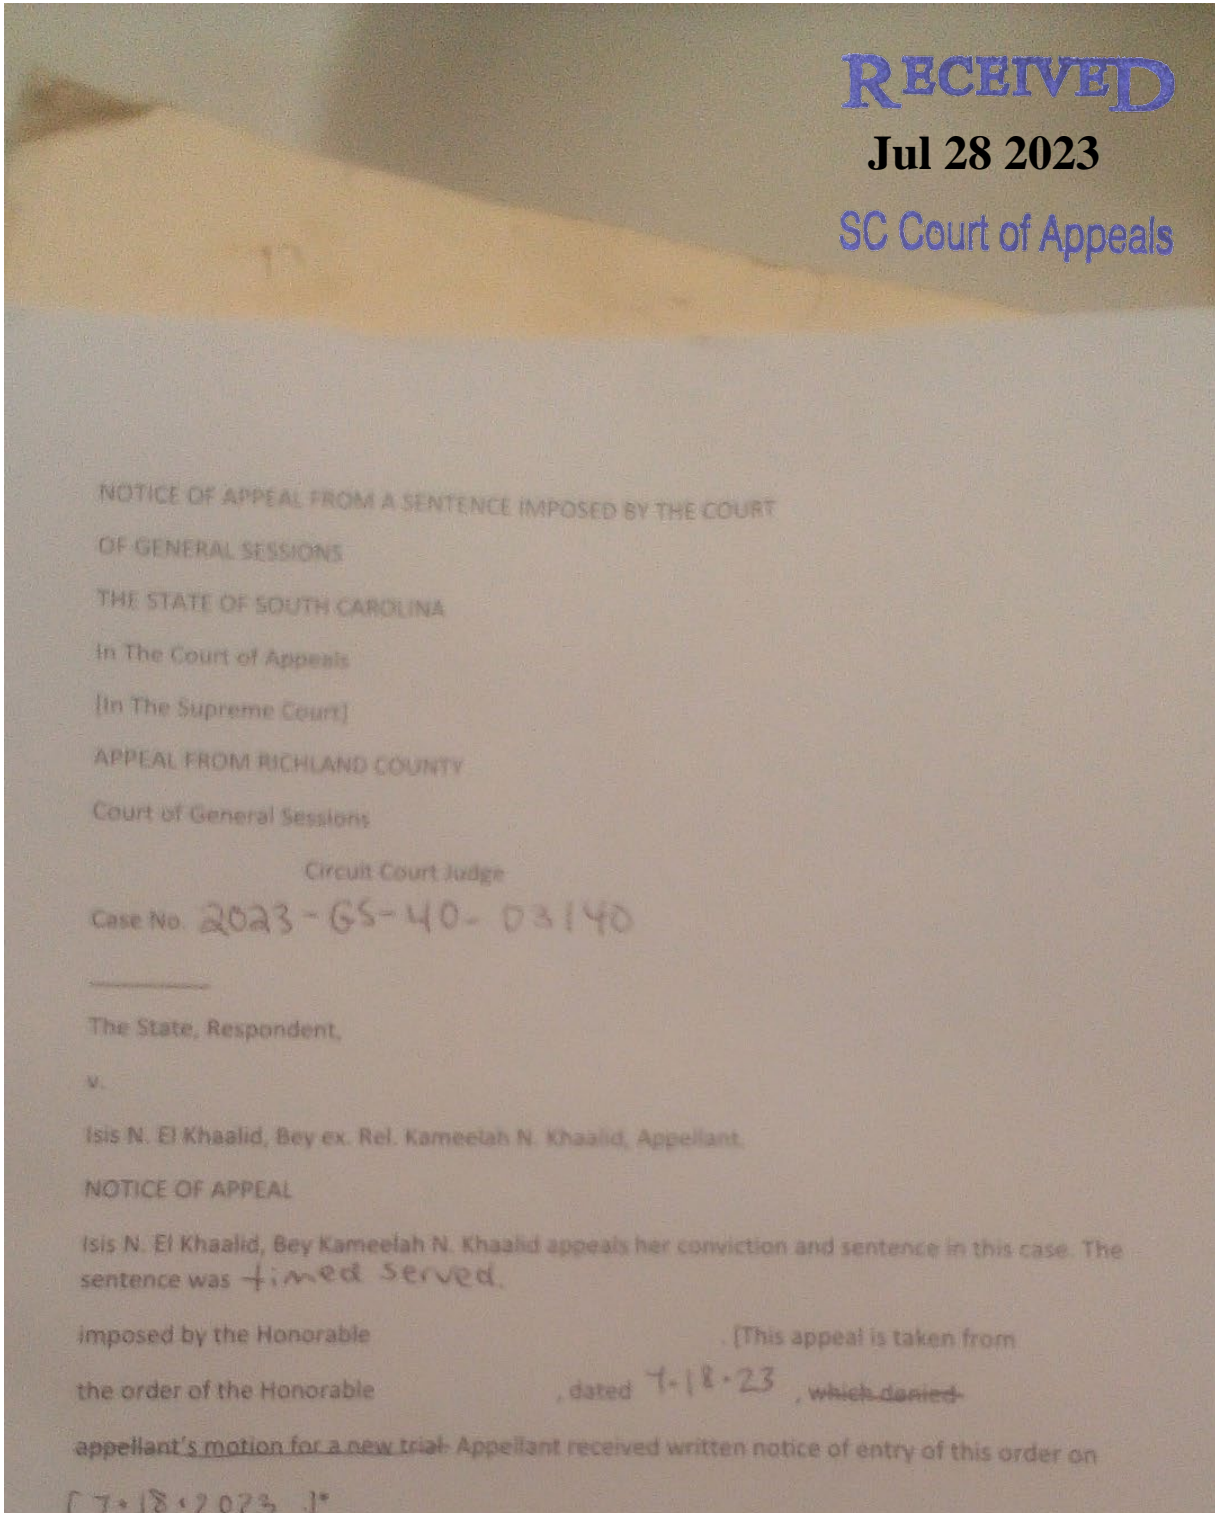 RECEIVED
Jul 28 2023
SC Court of Appeals
NOTICE OF APPEAL FROM A SENTENCE IMPOSED BY THE COURT
OF GENERAL SESSIONS
THE STATE OF SOUTH CAROLINA
In The Court of Appeals
[In The Supreme Court]
APPEAL FROM RICHLAND COUNTY
Court of General Sessions
Circuit Court Judge
Case No. 2023-GS-40-03140
The State, Respondent,
v.
Isis N. El Khaalid, Bey ex. Rel. Kameelah N. Khaalid, Appellant.
NOTICE OF APPEAL
Isis N. El Khaalid, Bey Kameelah N. Khaalid appeals her conviction and sentence in this case. The
sentence was timed served.
imposed by the Honorable . [This appeal is taken from
the order of the Honorable , dated 7.18.23 , which denied
appellant's motion for a new trial. Appellant received written notice of entry of this order on
[ 7.18.2023 ]*